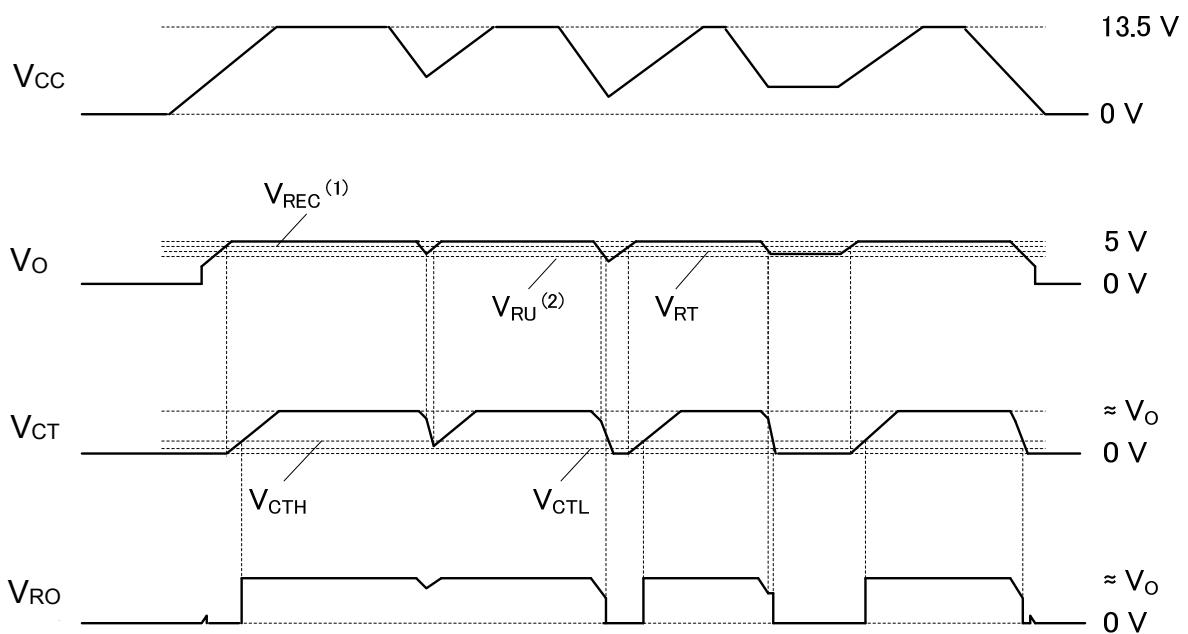 13.5 V
VCC
0 V
VREC(1)
VO
5 V
0 V
VRU(2)
VRT
VCT
≈ VO
0 V
VCTH
VCTL
VRO
≈ VO
0 V